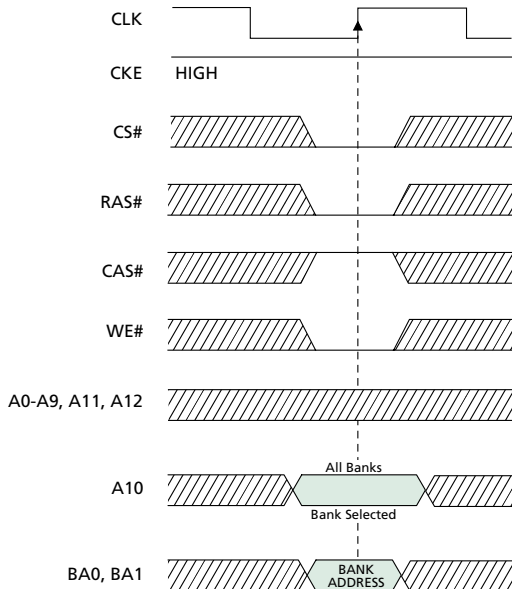 CLK
CKE HIGH
CS#
RAS#
CAS#
WE#
A0-A9, A11, A12
All Banks
A10
Bank Selected
BA0, BA1 BANK
ADDRESS